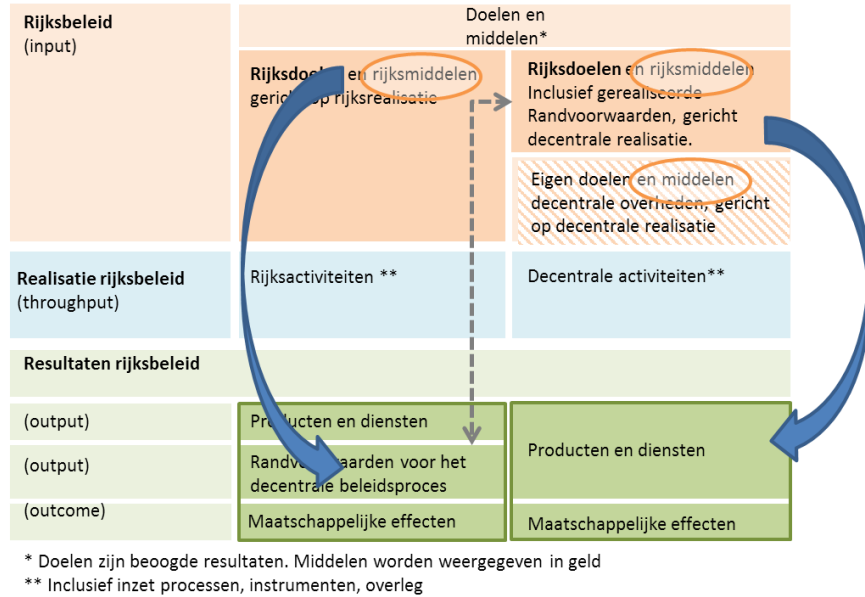 Rijksbeleid
(input)
Doelen en
middelen*
Rijksdoelen en rijksmiddelen
gericht op rijksrealisatie
Rijksdoelen en rijksmiddelen
Inclusief gerealiseerde
Randvoorwaarden, gericht
decentrale realisatie.
Eigen doelen en middelen
decentrale overheden, gericht
op decentrale realisatie
Realisatie rijksbeleid
(throughput)
Rijksactiviteiten **
Decentrale activiteiten**
Resultaten rijksbeleid
(output)
Producten en diensten
Producten en diensten
(output)
Randvoorwaarden voor het
decentrale beleidsproces
(outcome)
Maatschappelijke effecten
Maatschappelijke effecten
* Doelen zijn beoogde resultaten. Middelen worden weergegeven in geld
** Inclusief inzet processen, instrumenten, overleg